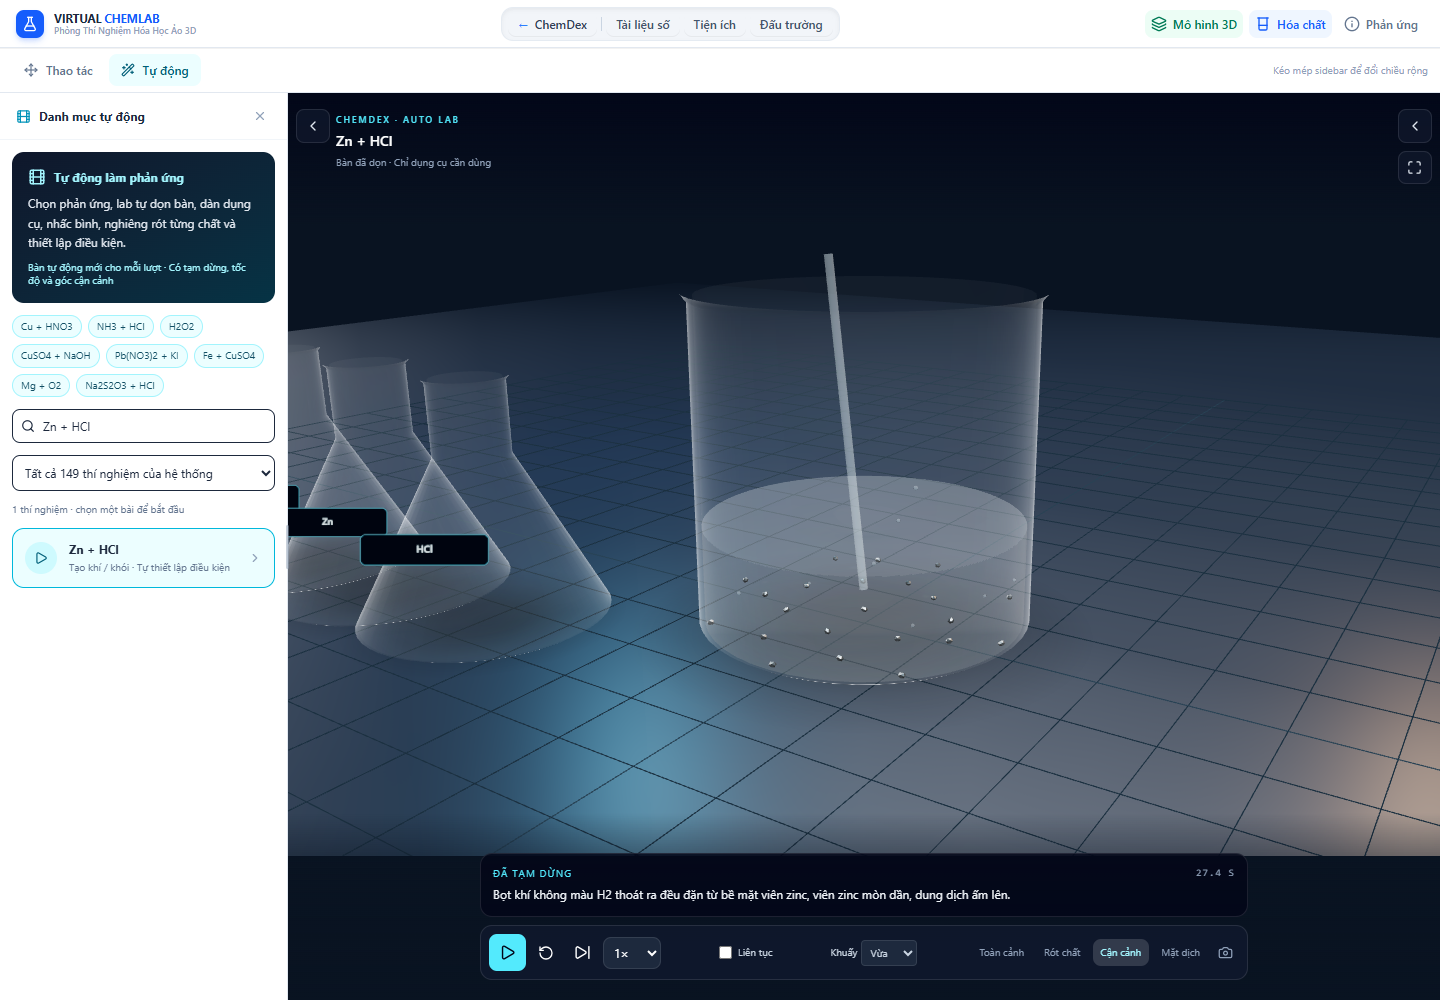 VIRTUAL CHEMLAB
Phòng Thí Nghiệm Hóa Học Ảo 3D
← ChemDex
Tài liệu số
Tiện ích
Đấu trường
Mô hình 3D
Hóa chất
Phản ứng
Thao tác
Tự động
Kéo mép sidebar để đổi chiều rộng
Danh mục tự động
Tự động làm phản ứng
Chọn phản ứng, lab tự dọn bàn, dàn dụng
cụ, nhấc bình, nghiêng rót từng chất và
thiết lập điều kiện.
Bàn tự động mới cho mỗi lượt · Có tạm dừng, tốc
độ và góc cận cảnh
Cu + HNO3
NH3 + HCl
H2O2
CuSO4 + NaOH
Pb(NO3)2 + KI
Fe + CuSO4
Mg + O2
Na2S2O3 + HCl
Zn + HCl
Tất cả 149 thí nghiệm của hệ thống
1 thí nghiệm · chọn một bài để bắt đầu
Zn + HCl
Tạo khí / khói · Tự thiết lập điều kiện
CHEMDEX · AUTO LAB
Zn + HCl
Bàn đã dọn · Chỉ dụng cụ cần dùng
Zn
HCl
ĐÃ TẠM DỪNG
27.4 S
Bọt khí không màu H2 thoát ra đều đặn từ bề mặt viên zinc, viên zinc mòn dần, dung dịch ấm lên.
1×
Liên tục
Khuấy
Vừa
Toàn cảnh
Rót chất
Cận cảnh
Mặt dịch